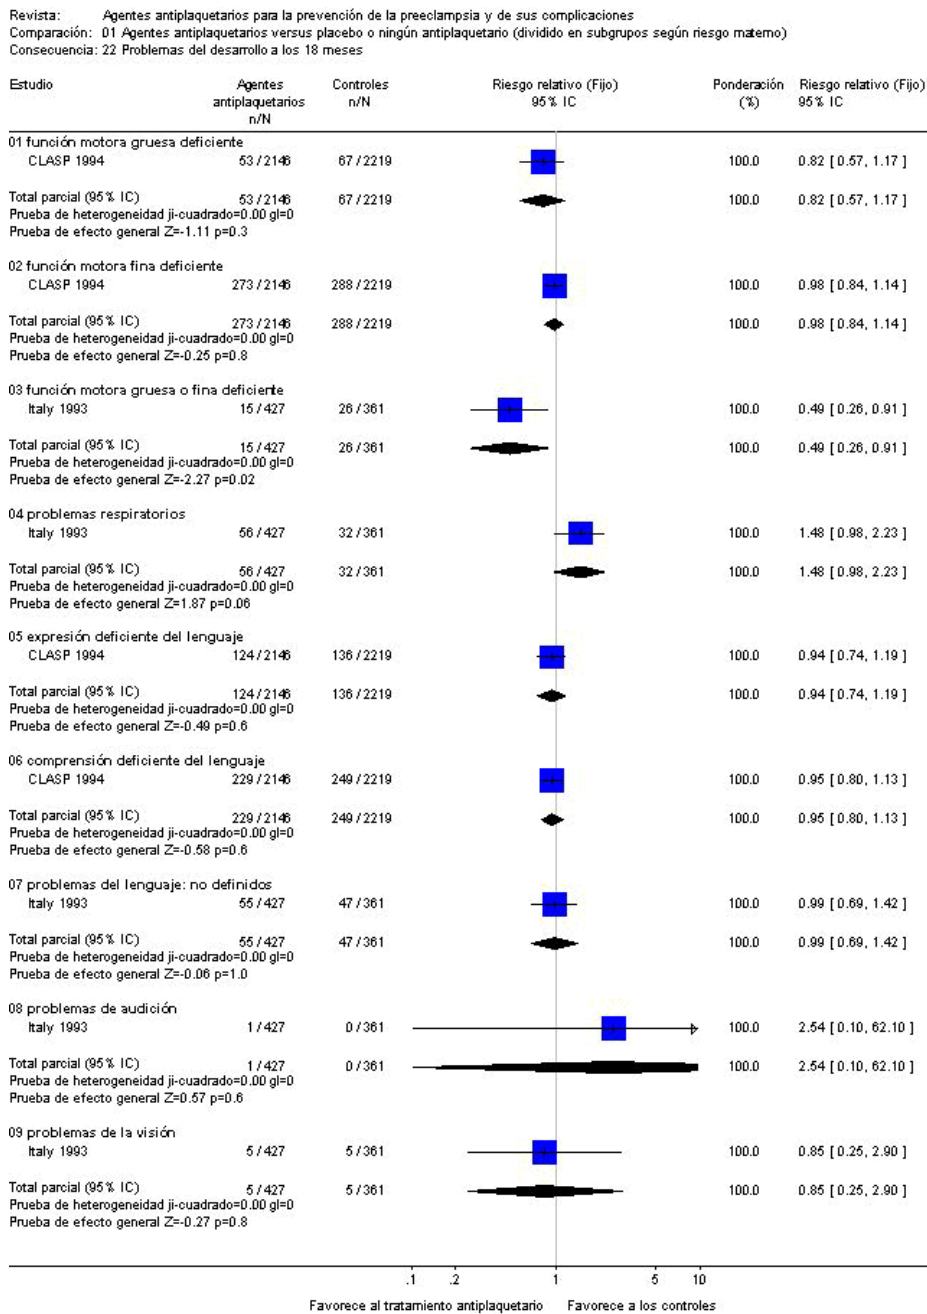 Revista: Agentes antiplaquetarios para la prevención de la preeclampsia y de sus complicaciones
Comparación: 01 Agentes antiplaquetarios versus placebo o ningún antiplaquetario (dividido en subgrupos según riesgo materno)
Consecuencia: 22 Problemas del desarrollo a los 18 meses
Estudio Agentes antiplaquetarios n/N Controles n/N Riesgo relativo (Fijo) 95% IC Ponderación (%) Riesgo relativo (Fijo) 95% IC
01 función motora gruesa deficiente
CLASP 1994 53 / 2146 67 / 2219 100.0 0.82 [ 0.57, 1.17 ]
Total parcial (95% IC) 53 / 2146 67 / 2219 100.0 0.82 [ 0.57, 1.17 ]
Prueba de heterogeneidad ji-cuadrado=0.00 gl=0
Prueba de efecto general Z=-1.11 p=0.3
02 función motora fina deficiente
CLASP 1994 273 / 2146 288 / 2219 100.0 0.98 [ 0.84, 1.14 ]
Total parcial (95% IC) 273 / 2146 288 / 2219 100.0 0.98 [ 0.84, 1.14 ]
Prueba de heterogeneidad ji-cuadrado=0.00 gl=0
Prueba de efecto general Z=-0.25 p=0.8
03 función motora gruesa o fina deficiente
Italy 1993 15 / 427 26 / 361 100.0 0.49 [ 0.26, 0.91 ]
Total parcial (95% IC) 15 / 427 26 / 361 100.0 0.49 [ 0.26, 0.91 ]
Prueba de heterogeneidad ji-cuadrado=0.00 gl=0
Prueba de efecto general Z=-2.27 p=0.02
04 problemas respiratorios
Italy 1993 56 / 427 32 / 361 100.0 1.48 [ 0.98, 2.23 ]
Total parcial (95% IC) 56 / 427 32 / 361 100.0 1.48 [ 0.98, 2.23 ]
Prueba de heterogeneidad ji-cuadrado=0.00 gl=0
Prueba de efecto general Z=1.87 p=0.06
05 expresión deficiente del lenguaje
CLASP 1994 124 / 2146 136 / 2219 100.0 0.94 [ 0.74, 1.19 ]
Total parcial (95% IC) 124 / 2146 136 / 2219 100.0 0.94 [ 0.74, 1.19 ]
Prueba de heterogeneidad ji-cuadrado=0.00 gl=0
Prueba de efecto general Z=-0.49 p=0.6
06 comprensión deficiente del lenguaje
CLASP 1994 229 / 2146 249 / 2219 100.0 0.95 [ 0.80, 1.13 ]
Total parcial (95% IC) 229 / 2146 249 / 2219 100.0 0.95 [ 0.80, 1.13 ]
Prueba de heterogeneidad ji-cuadrado=0.00 gl=0
Prueba de efecto general Z=-0.58 p=0.6
07 problemas del lenguaje: no definidos
Italy 1993 55 / 427 47 / 361 100.0 0.99 [ 0.69, 1.42 ]
Total parcial (95% IC) 55 / 427 47 / 361 100.0 0.99 [ 0.69, 1.42 ]
Prueba de heterogeneidad ji-cuadrado=0.00 gl=0
Prueba de efecto general Z=-0.06 p=1.0
08 problemas de audición
Italy 1993 1 / 427 0 / 361 100.0 2.54 [ 0.10, 62.10 ]
Total parcial (95% IC) 1 / 427 0 / 361 100.0 2.54 [ 0.10, 62.10 ]
Prueba de heterogeneidad ji-cuadrado=0.00 gl=0
Prueba de efecto general Z=0.57 p=0.6
09 problemas de la visión
Italy 1993 5 / 427 5 / 361 100.0 0.85 [ 0.25, 2.90 ]
Total parcial (95% IC) 5 / 427 5 / 361 100.0 0.85 [ 0.25, 2.90 ]
Prueba de heterogeneidad ji-cuadrado=0.00 gl=0
Prueba de efecto general Z=-0.27 p=0.8
.1 .2 1 5 10
Favorece al tratamiento antiplaquetario Favorece a los controles